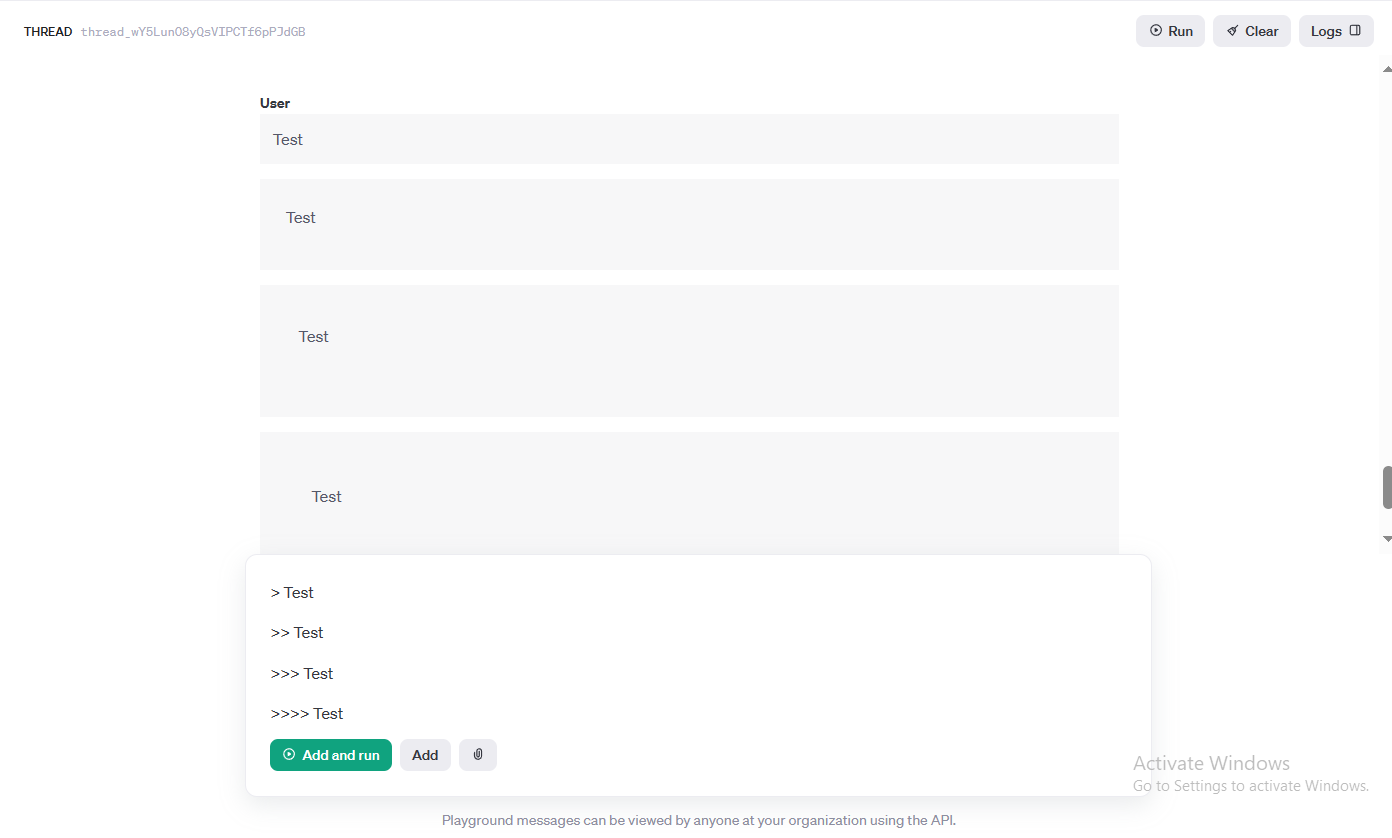 THREAD thread_wY5LunO8yQsVIPCTf6pPJdGB
Run Clear Logs
User
Test
Test
Test
Test
> Test
>> Test
>>> Test
>>>> Test
Add and run Add
Activate Windows
Go to Settings to activate Windows.
Playground messages can be viewed by anyone at your organization using the API.